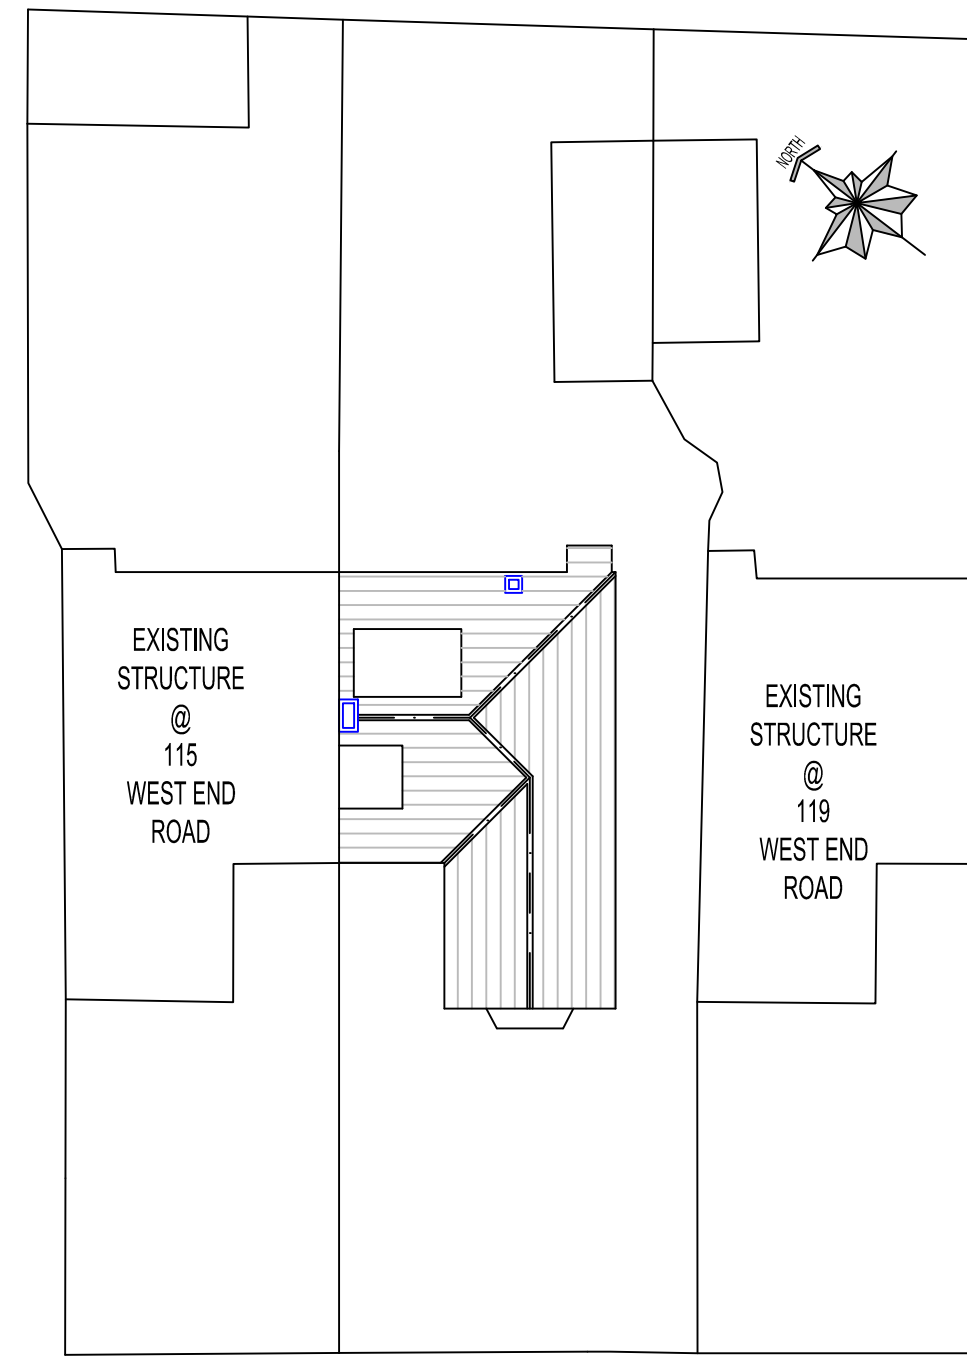 NORTH
EXISTING
STRUCTURE
@
115
WEST END
ROAD
EXISTING
STRUCTURE
@
119
WEST END
ROAD